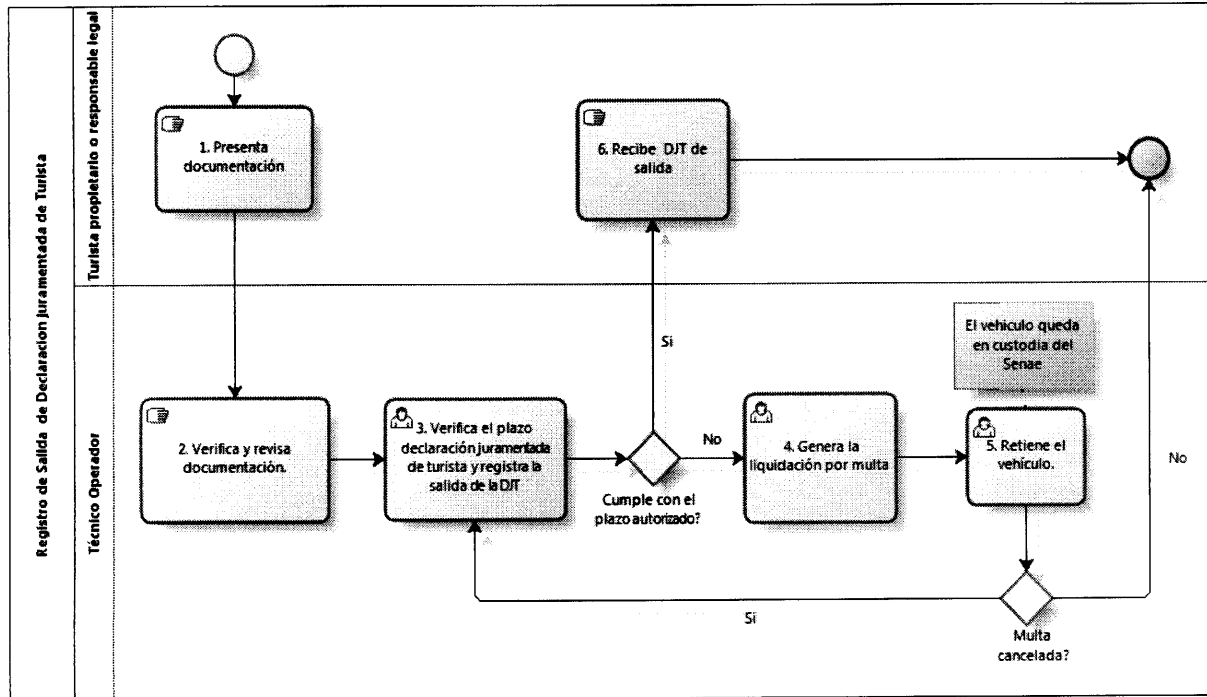 Registro de Salida de Declaracion juramentada de Turista
Turista propietario o responsable legal
1. Presenta
documentación
6. Recibe DJT de
salida
Técnico Operador
2. Verifica y revisa
documentación.
3. Verifica el plazo
declaración juramentada
de turista y registra la
salida de la DJT
Si
Cumple con el
plazo autorizado?
No
4. Genera la
liquidación por multa
El vehiculo queda
en custodia del
Senae
5. Retiene el
vehículo.
No
Si
Multa
cancelada?